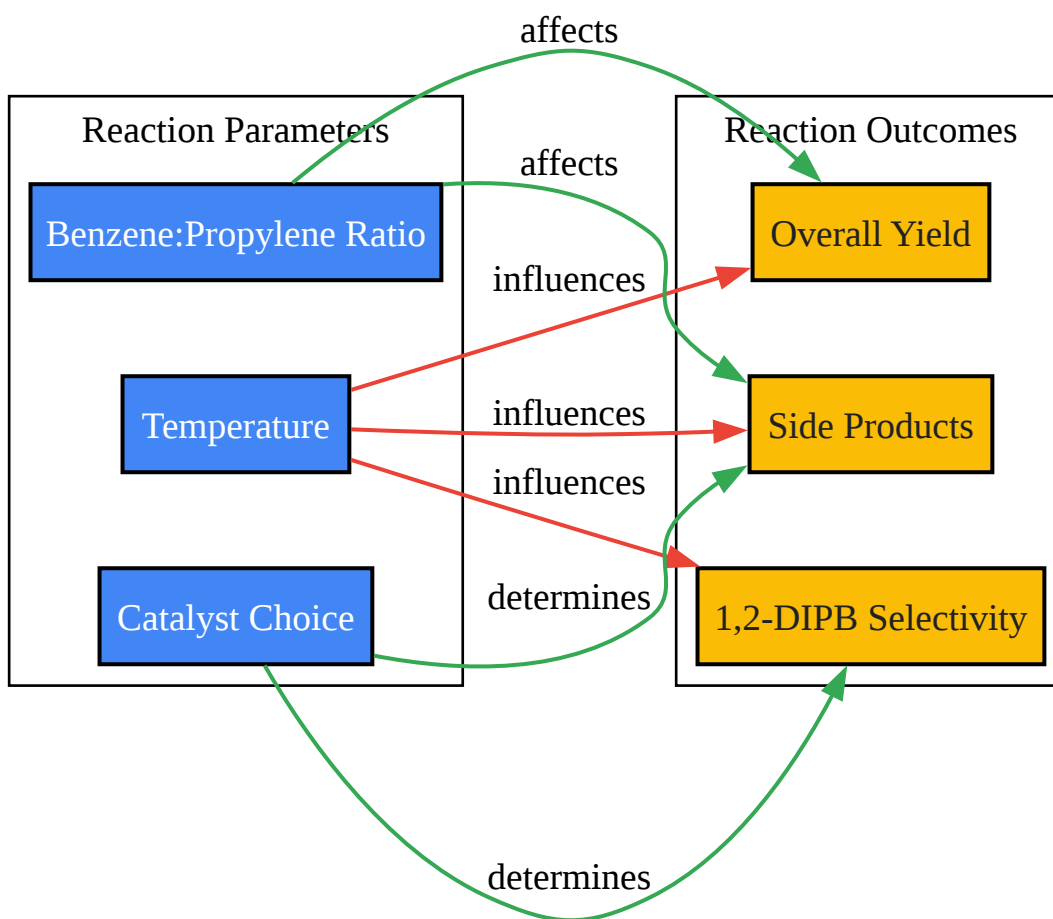 affects
Reaction Parameters
Reaction Outcomes
affects
Benzene:Propylene Ratio
Overall Yield
influences
Temperature
influences
Side Products
influences
Catalyst Choice
determines
1,2-DIPB Selectivity
determines